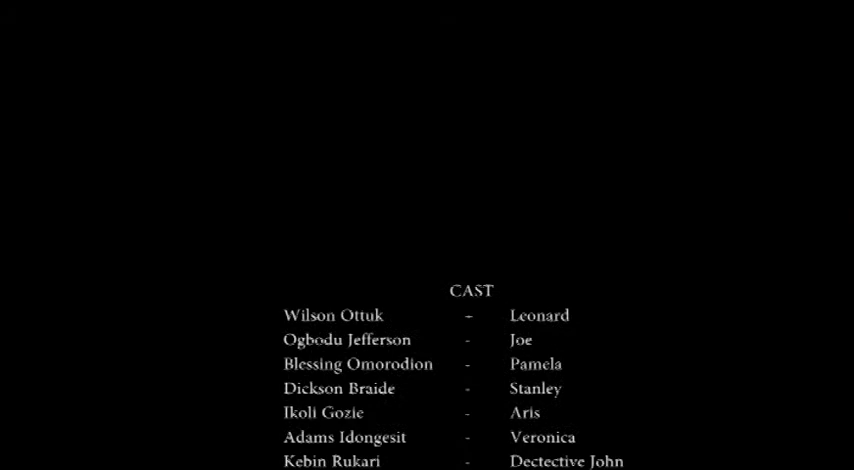 CAST
Wilson Ottuk - Leonard
Ogbodu Jefferson - Joe
Blessing Omorodion - Pamela
Dickson Braide - Stanley
Ikoli Gozie - Aris
Adams Idongesit - Veronica
Kebin Rukari - Dectective John